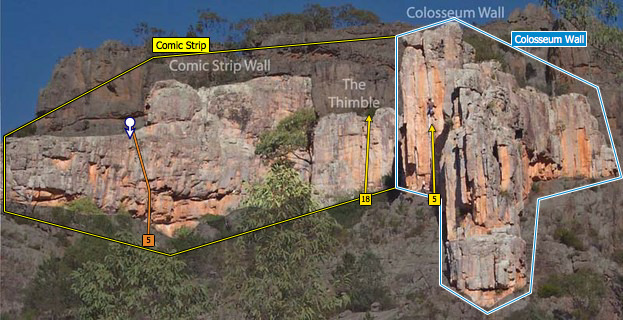 Colosseum Wall
Comic Strip
Colosseum Wall
Comic Strip Wall
The
Thimble
18
5
5